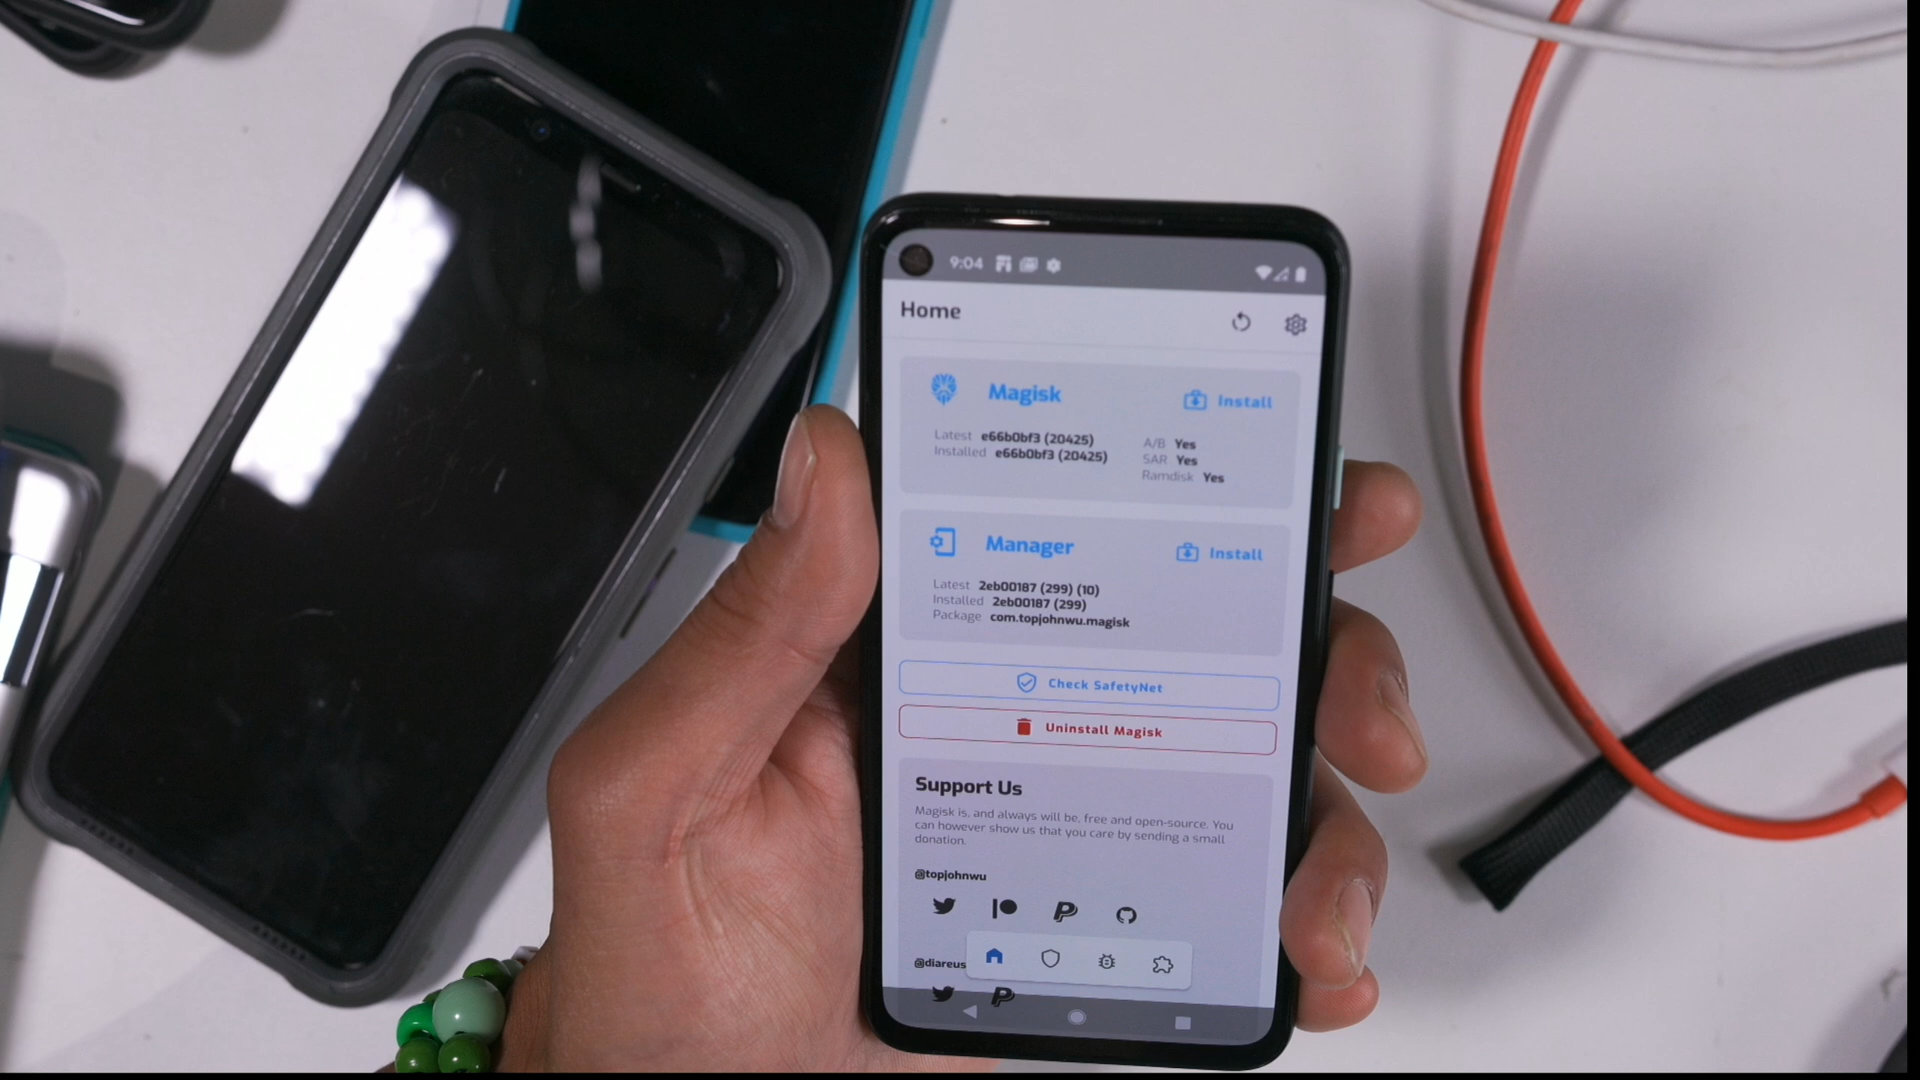 9:04
Home
Magisk
Install
Latest e66b0bf3 (20425)
Installed e66b0bf3 (20425)
A/B Yes
SAR Yes
Ramdisk Yes
Manager
Install
Latest 2eb00187 (299) (10)
Installed 2eb00187 (299)
Package com.topjohnwu.magisk
Check SafetyNet
Uninstall Magisk
Support Us
Magisk is, and always will be, free and open-source. You
can however show us that you care by sending a small
donation.
@topjohnwu
@diareus